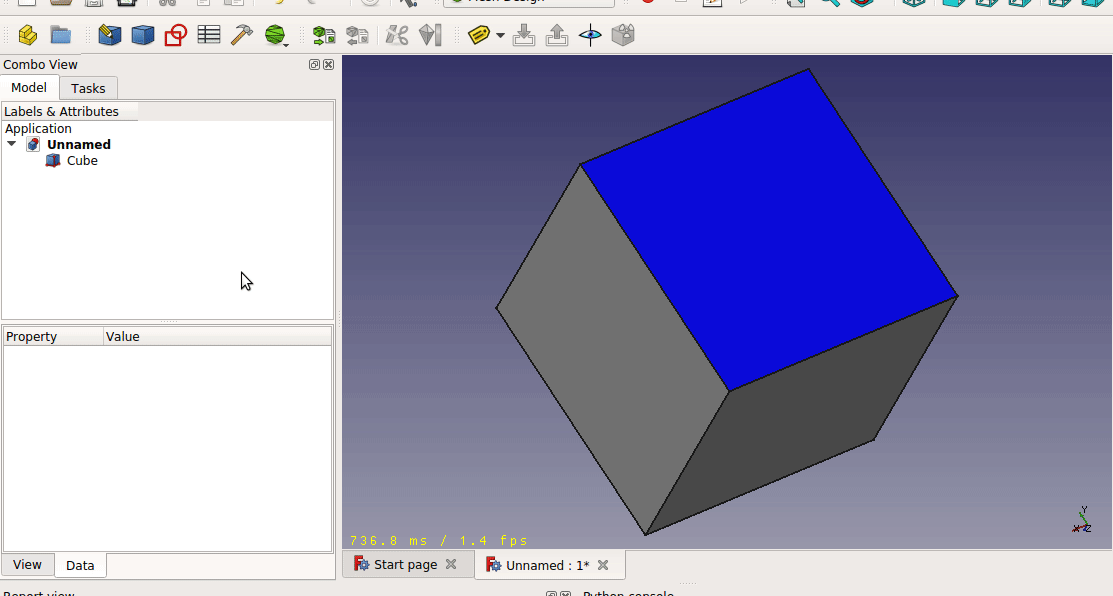 Mesh Design
Combo View
Model
Tasks
Labels & Attributes
Application
Unnamed
Cube
Property
Value
View
Data
736.8 ms / 1.4 fps
Y
X
Z
Start page
Unnamed : 1*
Report view
Python console